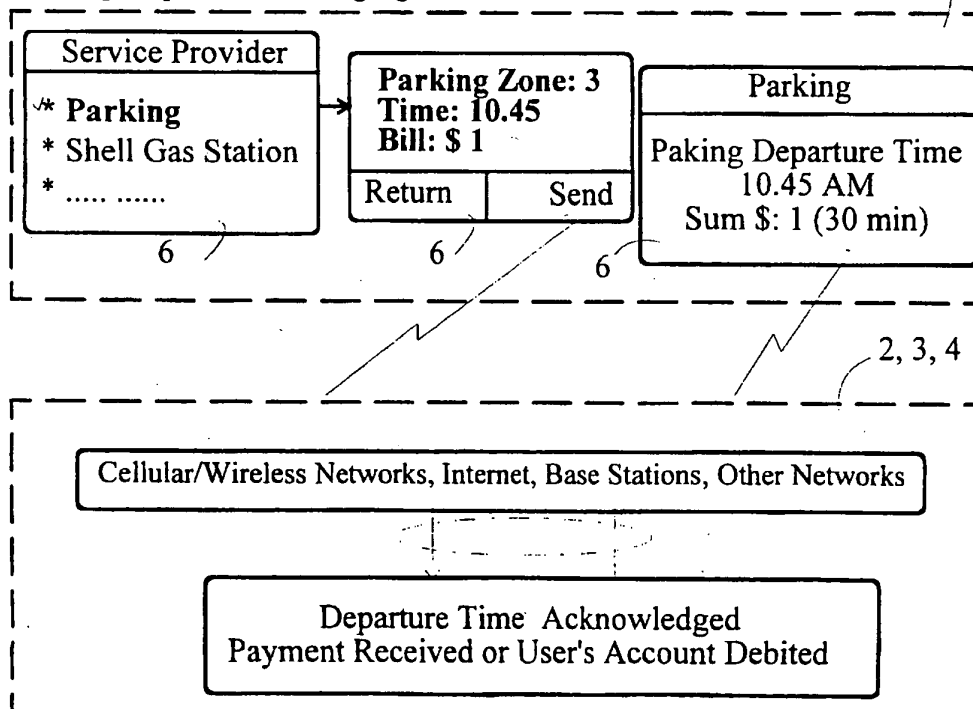 Service Provider
* Parking
* Shell Gas Station
* ..... ......
6
Parking Zone: 3
Time: 10.45
Bill: $ 1
Return
Send
6
Parking
Paking Departure Time
10.45 AM
Sum $: 1 (30 min)
6
2, 3, 4
Cellular/Wireless Networks, Internet, Base Stations, Other Networks
Departure Time Acknowledged
Payment Received or User's Account Debited